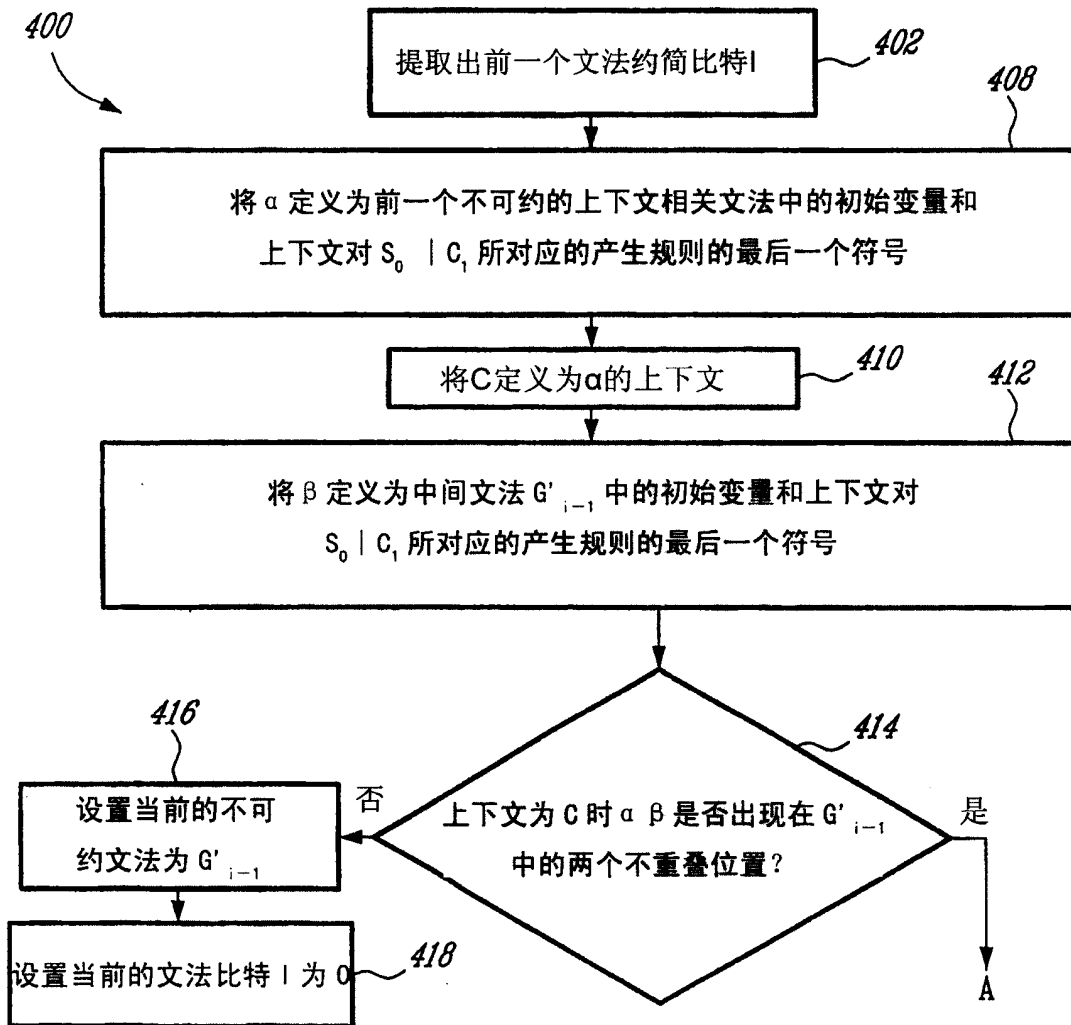 400
提取出前一个文法约简比特I
402
408
将 α 定义为前一个不可约的上下文相关文法中的初始变量和
上下文对 S₀ | C₁ 所对应的产生规则的最后一个符号
将C定义为α的上下文
410
412
将 β 定义为中间文法 G'ᵢ₋₁ 中的初始变量和上下文对
S₀ | C₁ 所对应的产生规则的最后一个符号
416
414
设置当前的不可
约文法为 G'ᵢ₋₁
否
上下文为 C 时 α β 是否出现在 G'ᵢ₋₁
中的两个不重叠位置?
是
设置当前的文法比特 I 为 0
418
A